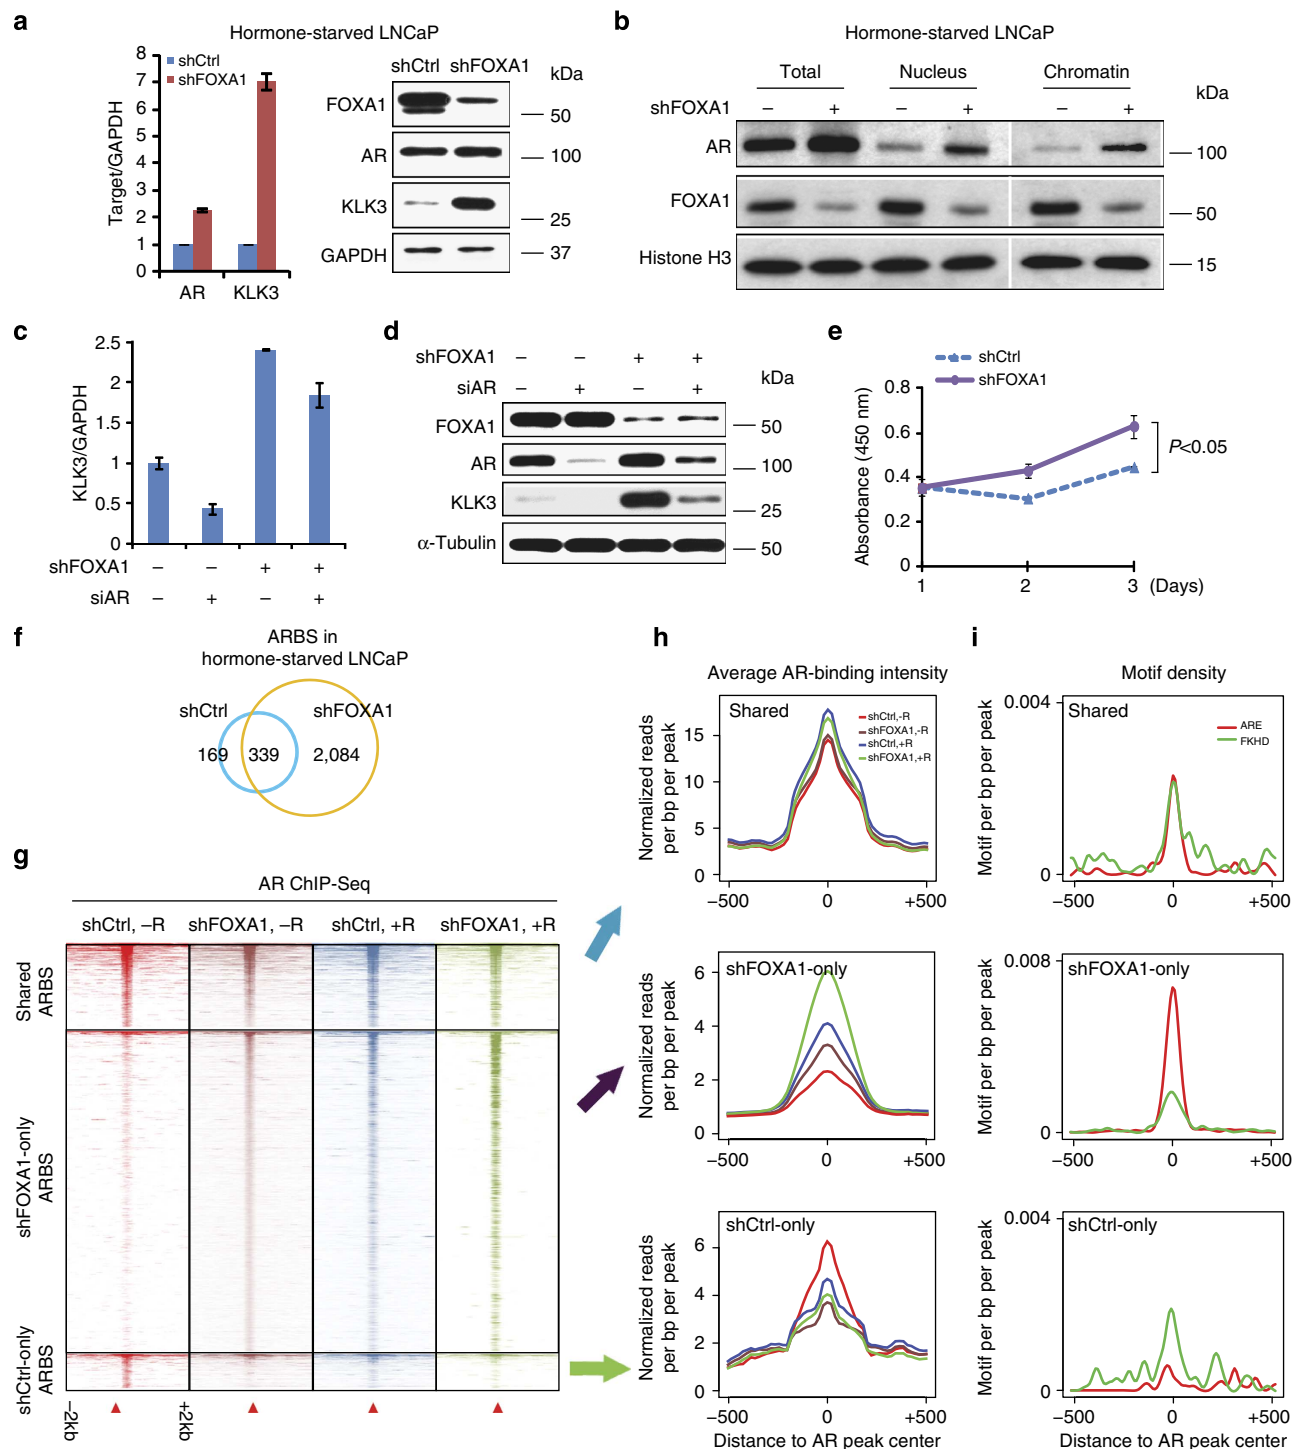 a
Hormone-starved LNCaP
shCtrl
shFOXA1
Target/GAPDH
8
7
6
5
4
3
2
1
0
AR KLK3
shCtrl shFOXA1
kDa
FOXA1
50
AR
100
KLK3
25
GAPDH
37
b
Hormone-starved LNCaP
Total Nucleus Chromatin
kDa
shFOXA1 – + – + – +
AR
100
FOXA1
50
Histone H3
15
c
KLK3/GAPDH
2.5
2
1.5
1
0.5
0
shFOXA1 – – + +
siAR – + – +
d
shFOXA1 – – + +
siAR – + – +
kDa
FOXA1
50
AR
100
KLK3
25
α-Tubulin
50
e
shCtrl
shFOXA1
Absorbance (450 nm)
0.8
0.6
0.4
0.2
0
P<0.05
1 2 3 (Days)
f
ARBS in
hormone-starved LNCaP
shCtrl shFOXA1
169 339 2,084
g
AR ChIP-Seq
shCtrl, –R shFOXA1, –R shCtrl, +R shFOXA1, +R
Shared
ARBS
shFOXA1-only
ARBS
shCtrl-only
ARBS
–2kb +2kb
h
Average AR-binding intensity
Shared
shCtrl,-R
shFOXA1,-R
shCtrl,+R
shFOXA1,+R
Normalized reads
per bp per peak
15
10
5
0
–500 0 +500
shFOXA1-only
Normalized reads
per bp per peak
6
4
2
0
–500 0 +500
shCtrl-only
Normalized reads
per bp per peak
6
4
2
0
–500 0 +500
Distance to AR peak center
i
Motif density
Shared
ARE
FKHD
Motif per bp per peak
0.004
0
–500 0 +500
shFOXA1-only
Motif per bp per peak
0.008
0
–500 0 +500
shCtrl-only
Motif per bp per peak
0.004
0
–500 0 +500
Distance to AR peak center